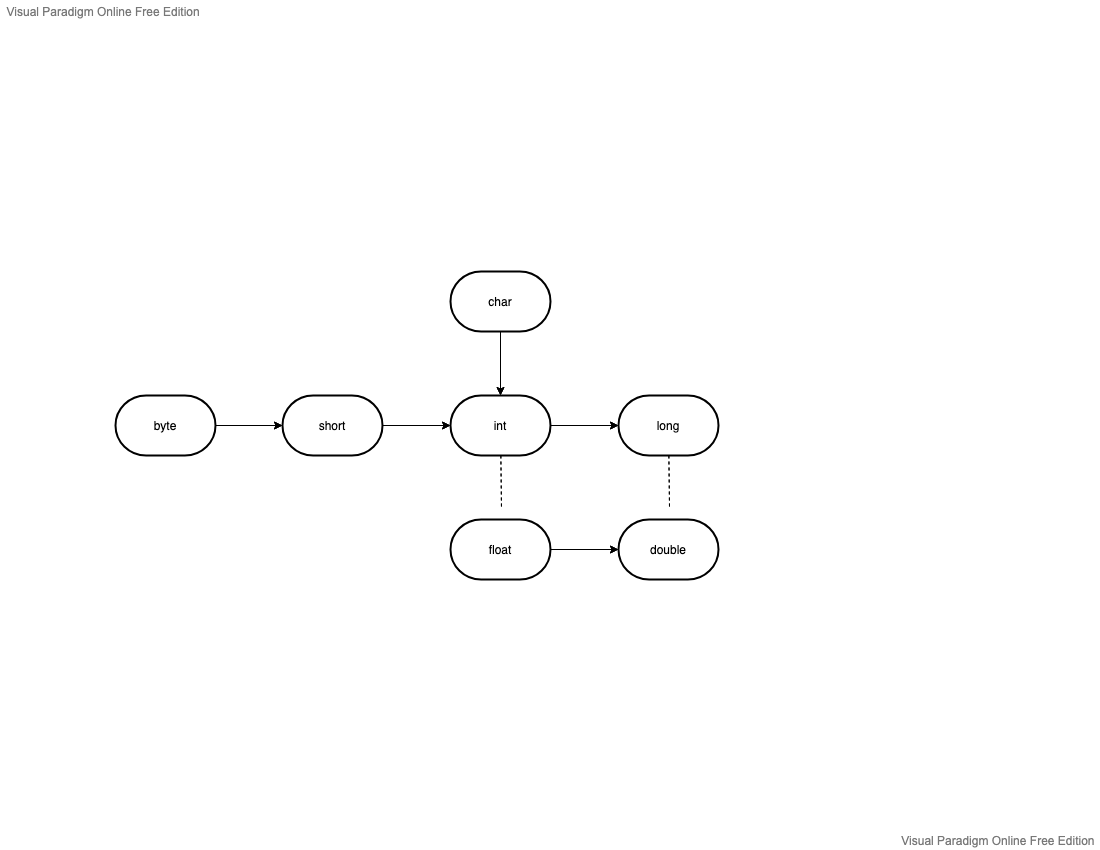 Visual Paradigm Online Free Edition
char
byte
short
int
long
float
double
Visual Paradigm Online Free Edition